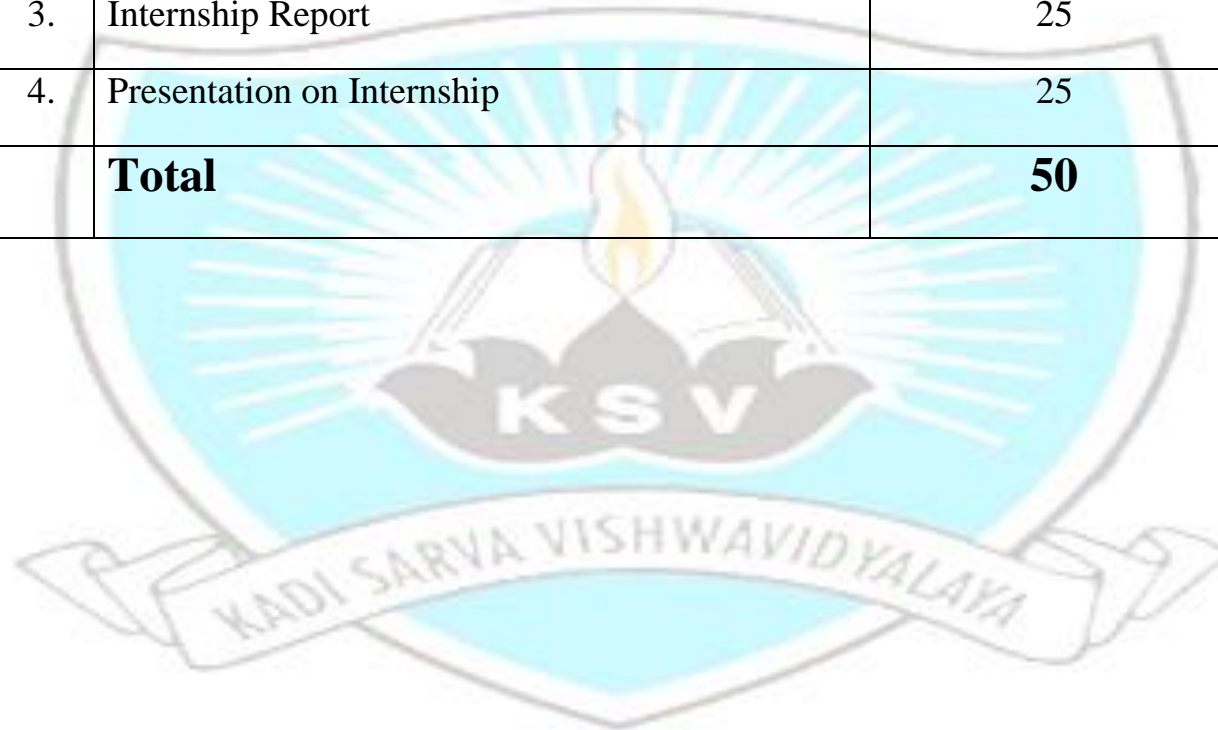 3. Internship Report 25
4. Presentation on Internship 25
Total 50
KSV
KADI SARVA VISHWAVIDYALAYA